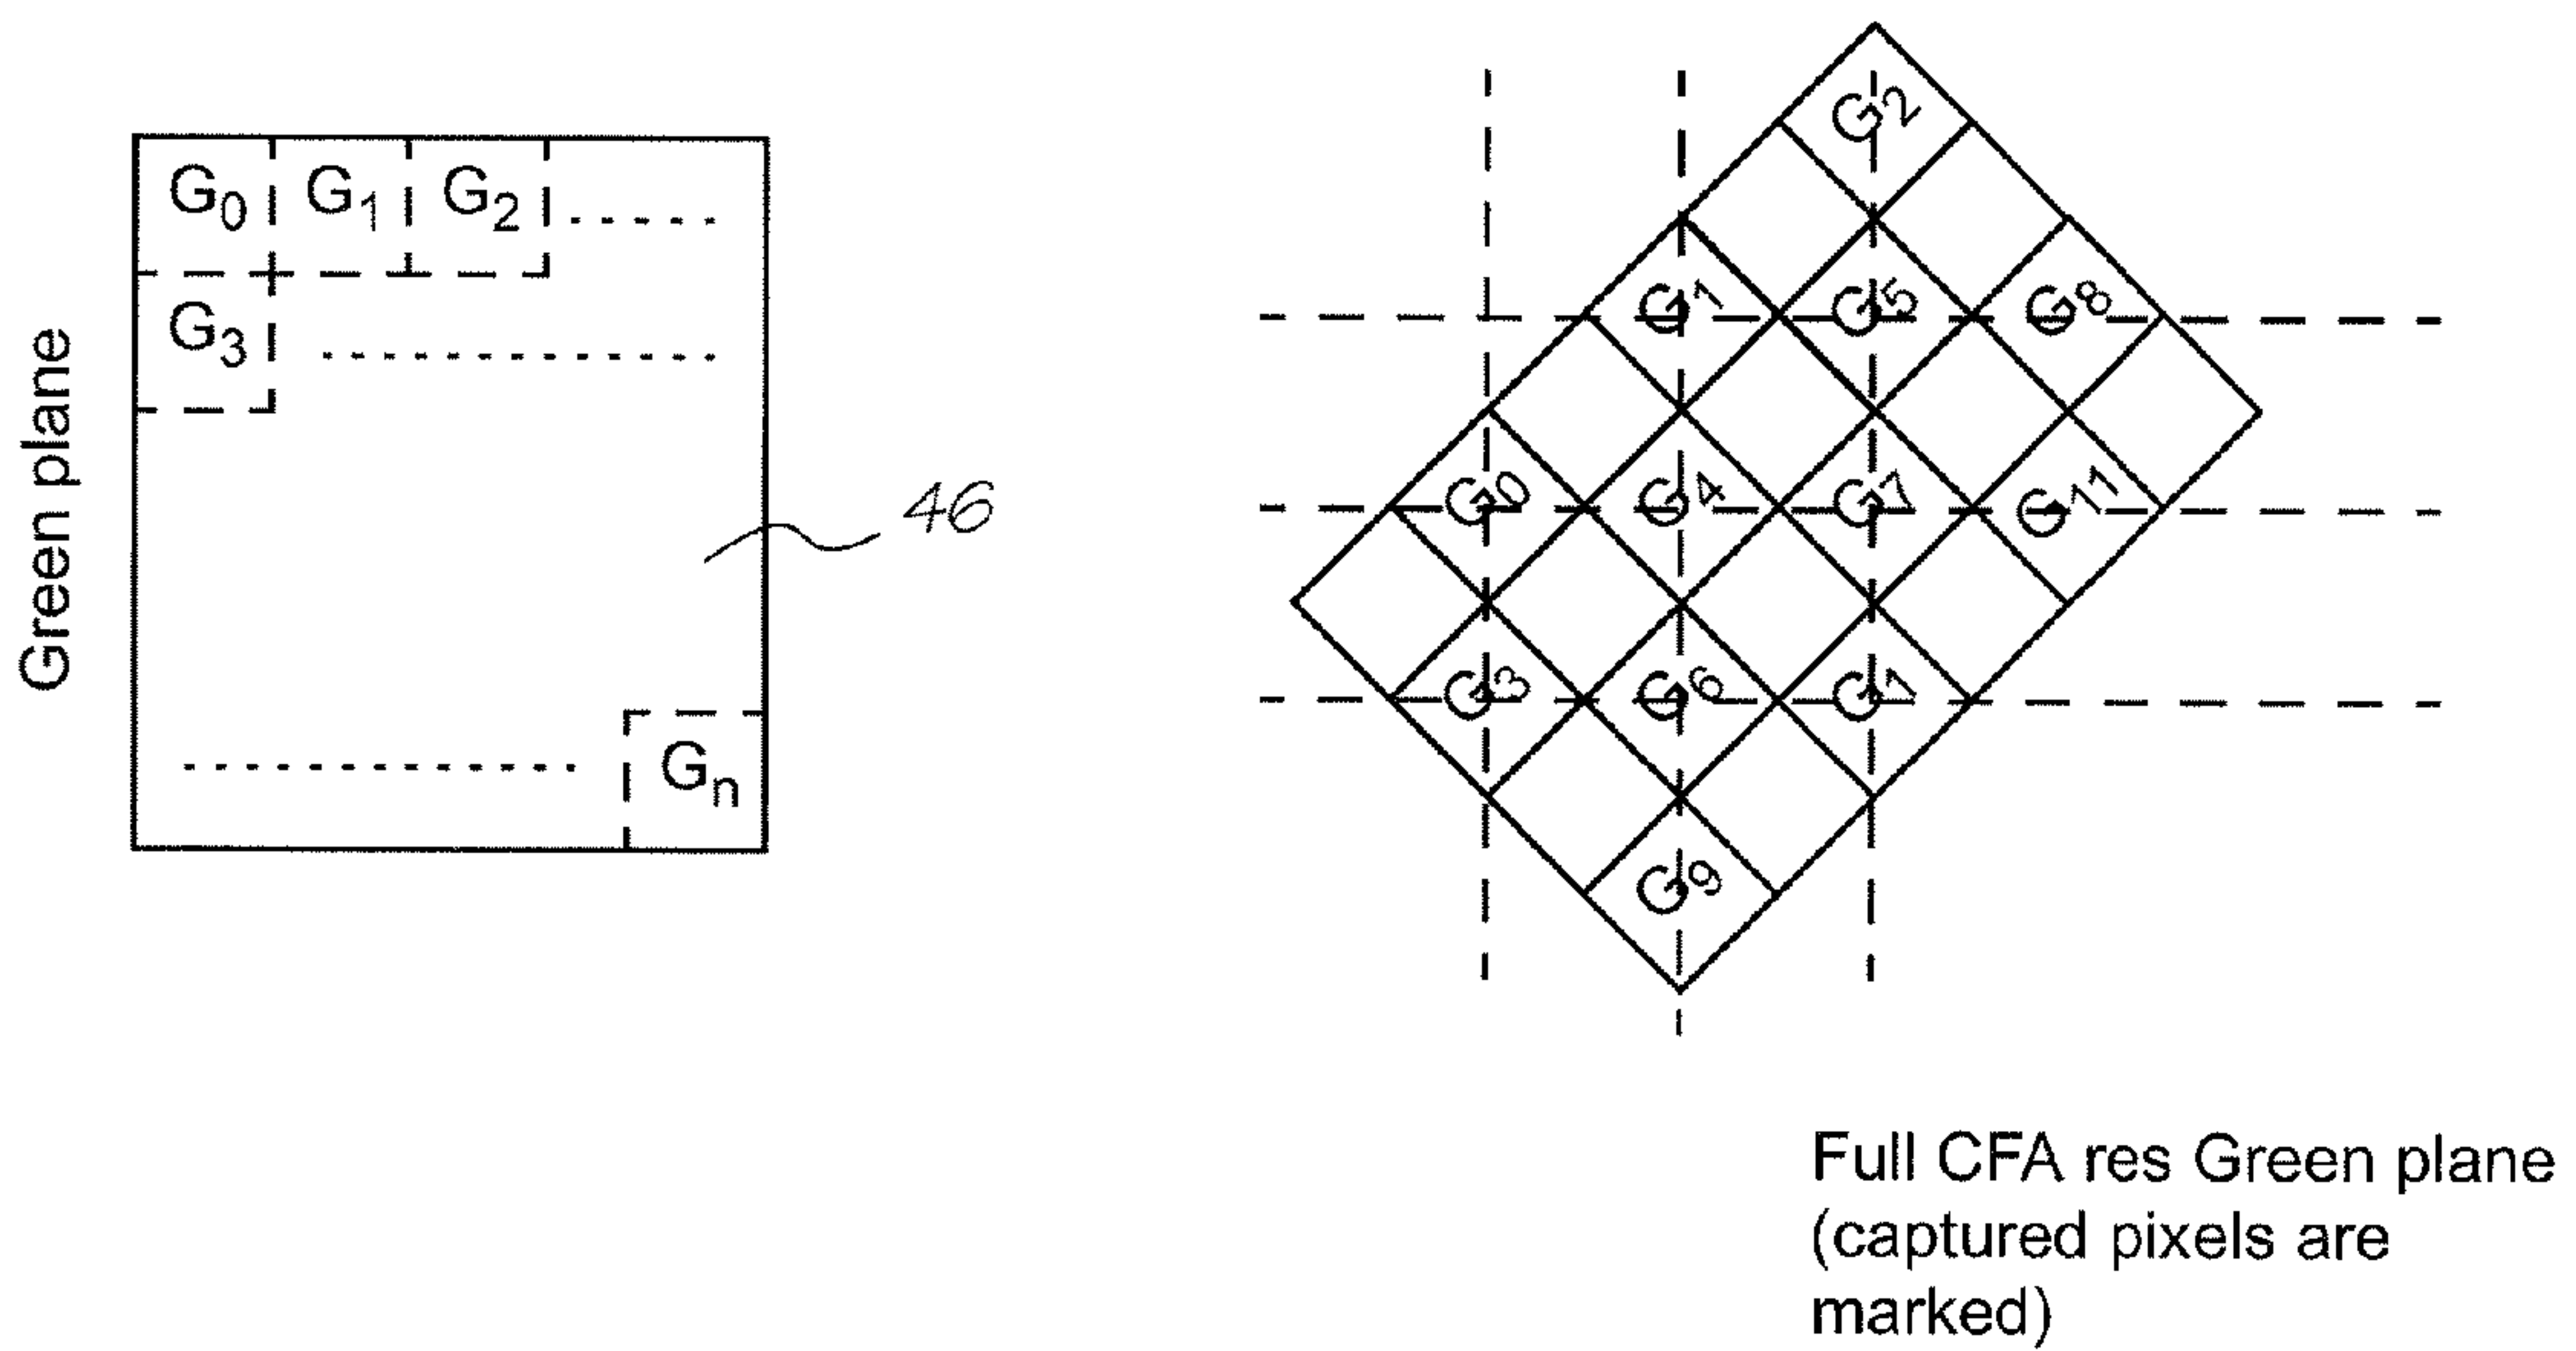 Green plane
G0 G1 G2
G3
Gn
46
G2
G1 G5 G8
G0 G4 G7 G11
G3 G6 G1
G9
Full CFA res Green plane
(captured pixels are
marked)